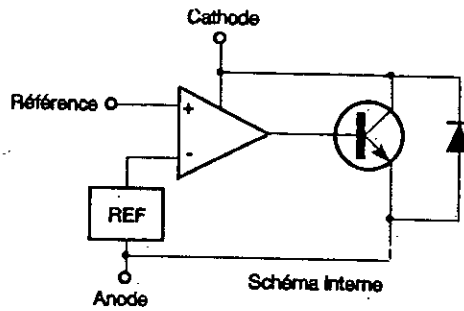 Cathode
Référence
+
-
REF
Anode
Schéma Interne